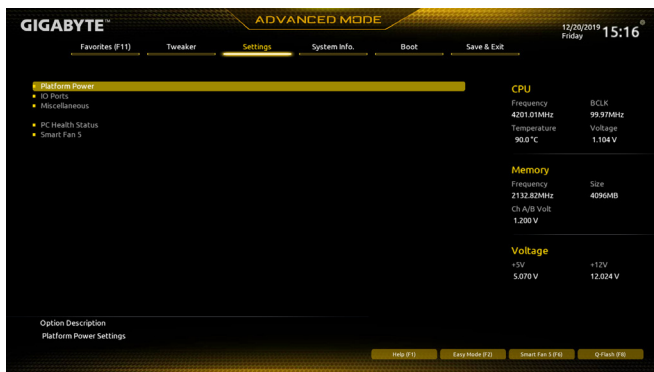 GIGABYTE™
ADVANCED MODE
12/20/2019
Friday
15:16
Favorites (F11) Tweaker Settings System Info. Boot Save & Exit
Platform Power
IO Ports
Miscellaneous
PC Health Status
Smart Fan 5
CPU
Frequency BCLK
4201.01MHz 99.97MHz
Temperature Voltage
90.0 °C 1.104 V
Memory
Frequency Size
2132.82MHz 4096MB
Ch A/B Volt
1.200 V
Voltage
+5V +12V
5.070 V 12.024 V
Option Description
Platform Power Settings
Help (F1) Easy Mode (F2) Smart Fan 5 (F6) Q-Flash (F8)